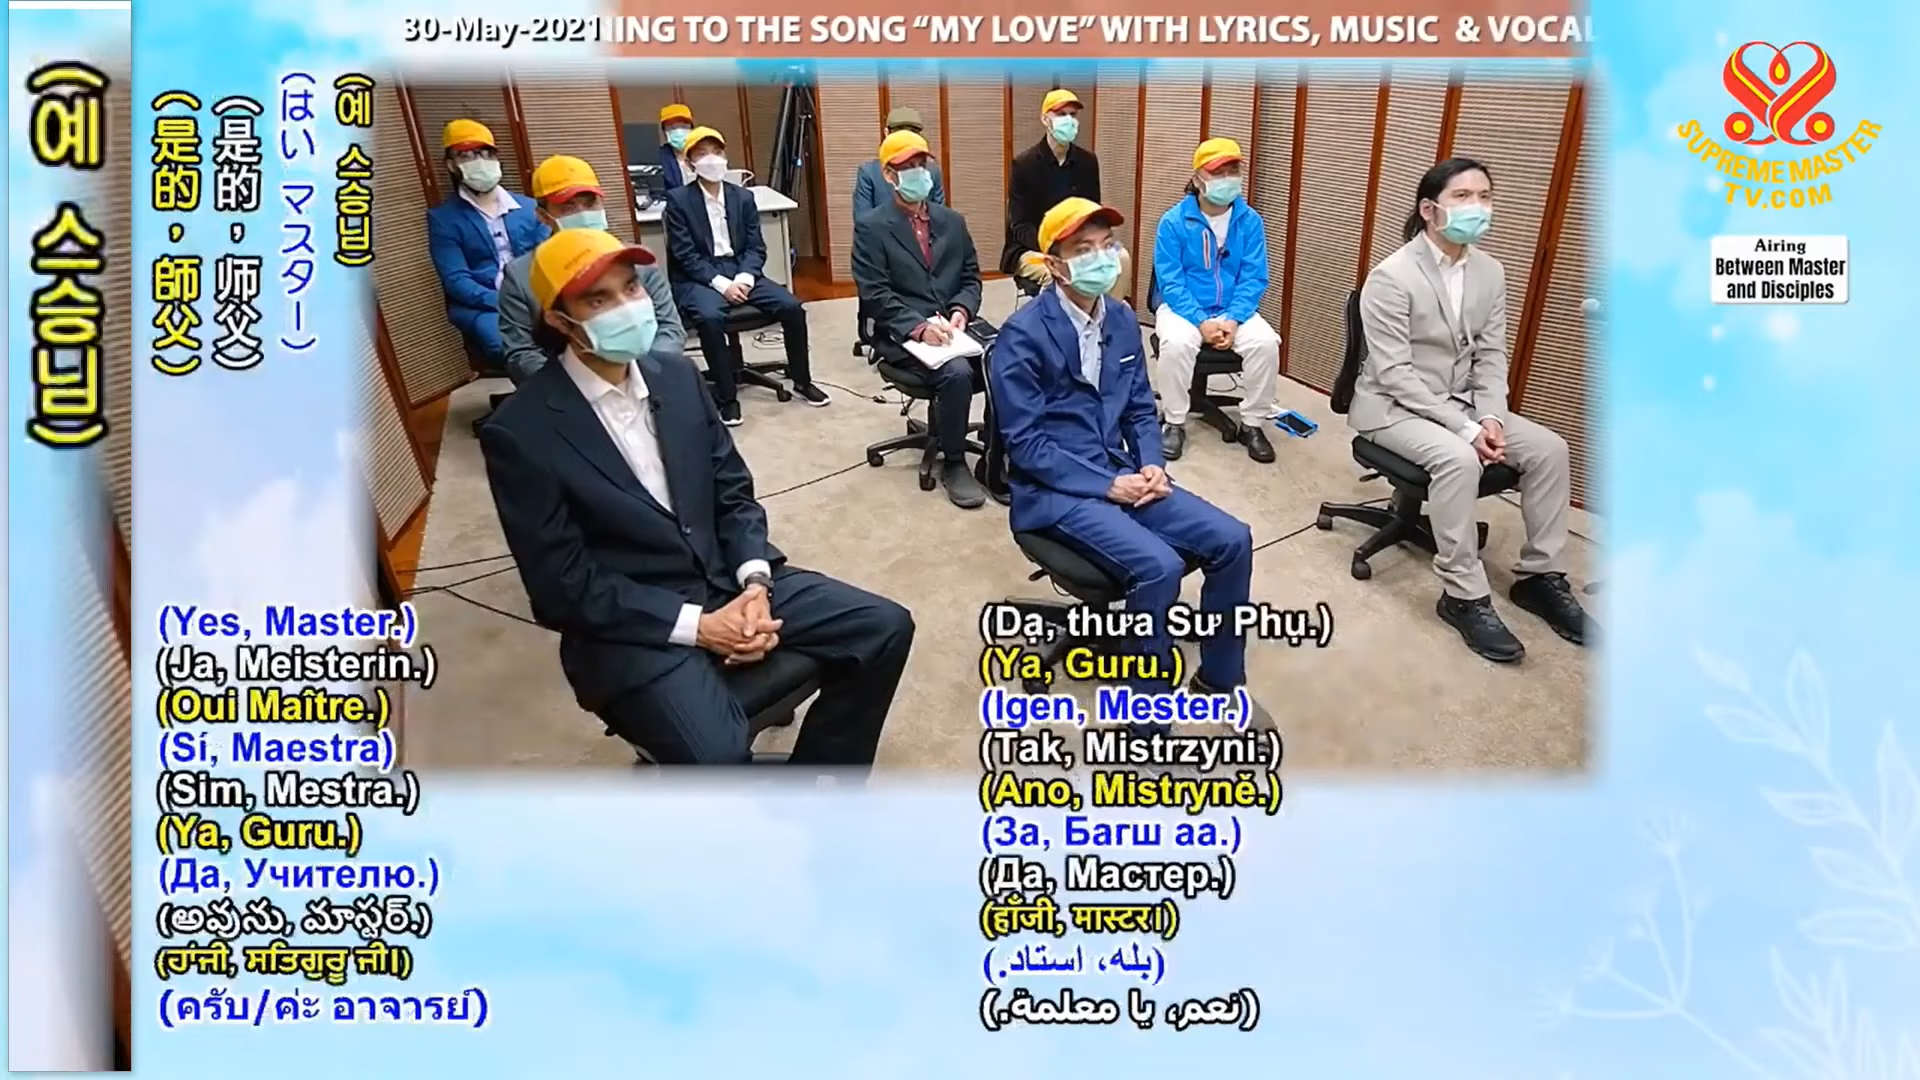 30-May-2021
ING TO THE SONG “MY LOVE” WITH LYRICS, MUSIC & VOCAL
SUPREME MASTER
TV.COM
Airing
Between Master
and Disciples
(예 스승님)
(예 스승님)
(はい マスター)
(是的，师父)
(是的，師父)
(Yes, Master.)
(Ja, Meisterin.)
(Oui Maître.)
(Sí, Maestra)
(Sim, Mestra.)
(Ya, Guru.)
(Да, Учителю.)
(అవును, మాస్టర్.)
(ਹਾਂਜੀ, ਸਤਿਗੁਰੂ ਜੀ।)
(ครับ/ค่ะ อาจารย์)
(Dạ, thưa Sư Phụ.)
(Ya, Guru.)
(Igen, Mester.)
(Tak, Mistrzyni.)
(Ano, Mistryně.)
(За, Багш аа.)
(Да, Мастер.)
(हाँजी, मास्टर।)
(بله، استاد.)
(نعم، يا معلمة.)